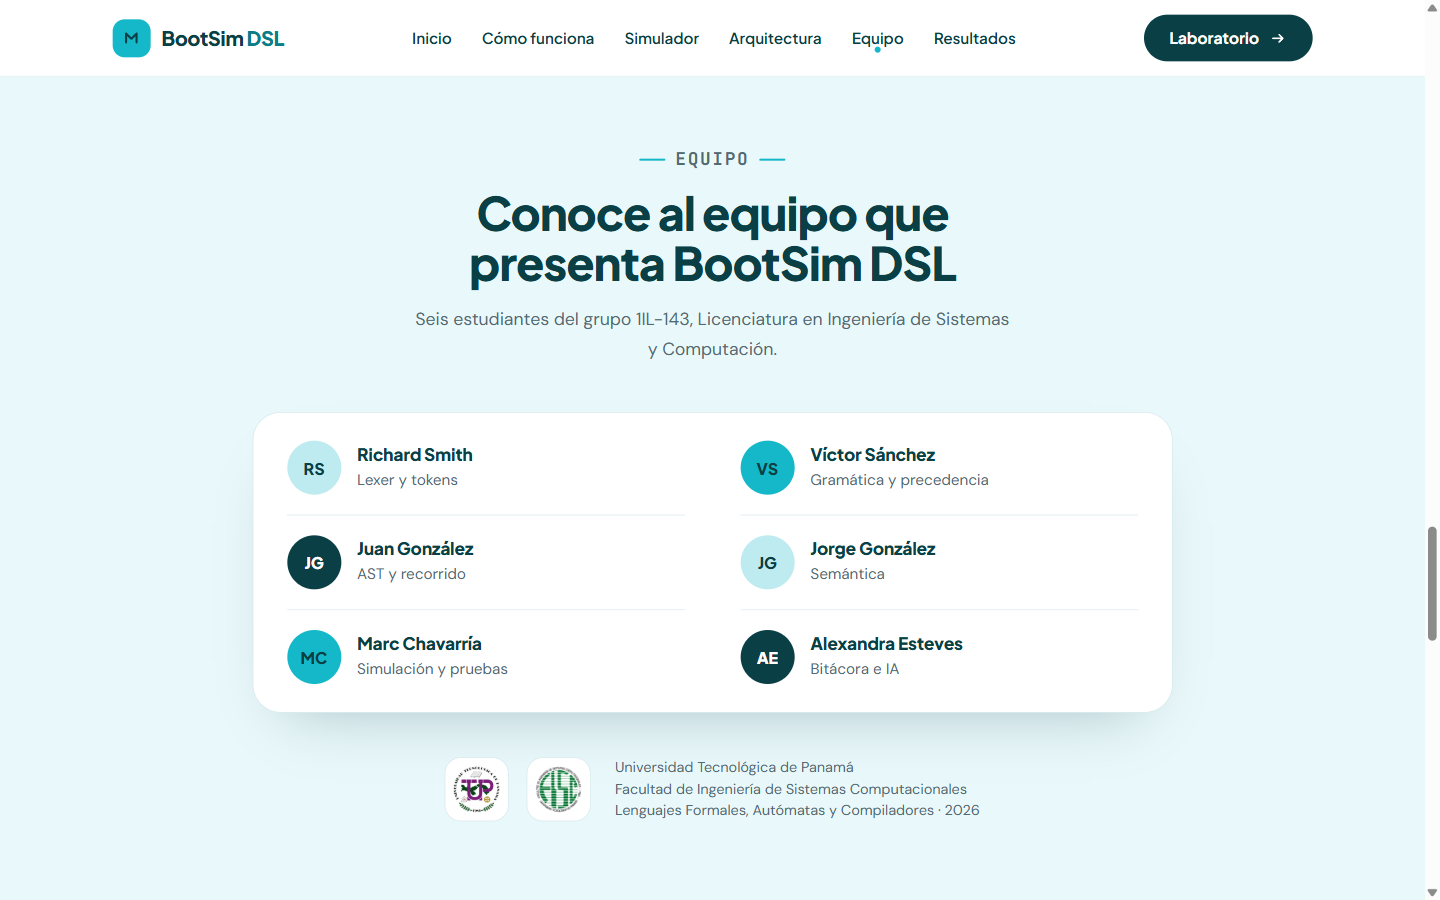 M BootSim DSL
Inicio Cómo funciona Simulador Arquitectura Equipo Resultados
Laboratorio →
EQUIPO
Conoce al equipo que
presenta BootSim DSL
Seis estudiantes del grupo 1IL-143, Licenciatura en Ingeniería de Sistemas
y Computación.
RS
Richard Smith
Lexer y tokens
VS
Víctor Sánchez
Gramática y precedencia
JG
Juan González
AST y recorrido
JG
Jorge González
Semántica
MC
Marc Chavarría
Simulación y pruebas
AE
Alexandra Esteves
Bitácora e IA
Universidad Tecnológica de Panamá
Facultad de Ingeniería de Sistemas Computacionales
Lenguajes Formales, Autómatas y Compiladores · 2026